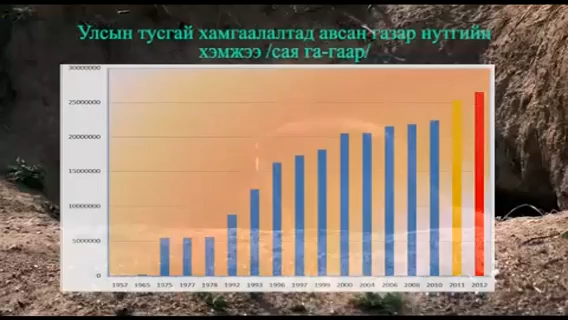 Улсын тусгай хамгаалалтад авсан газар нутгийн
хэмжээ /сая га-гаар/
30000000
25000000
20000000
15000000
10000000
5000000
0
1957 1965 1975 1977 1978 1992 1993 1996 1997 1999 2000 2004 2006 2008 2010 2011 2012